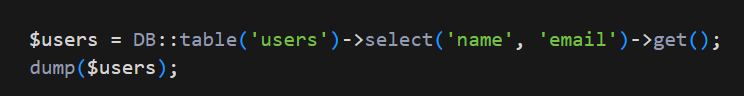 $users = DB::table('users')->select('name', 'email')->get();
dump($users);